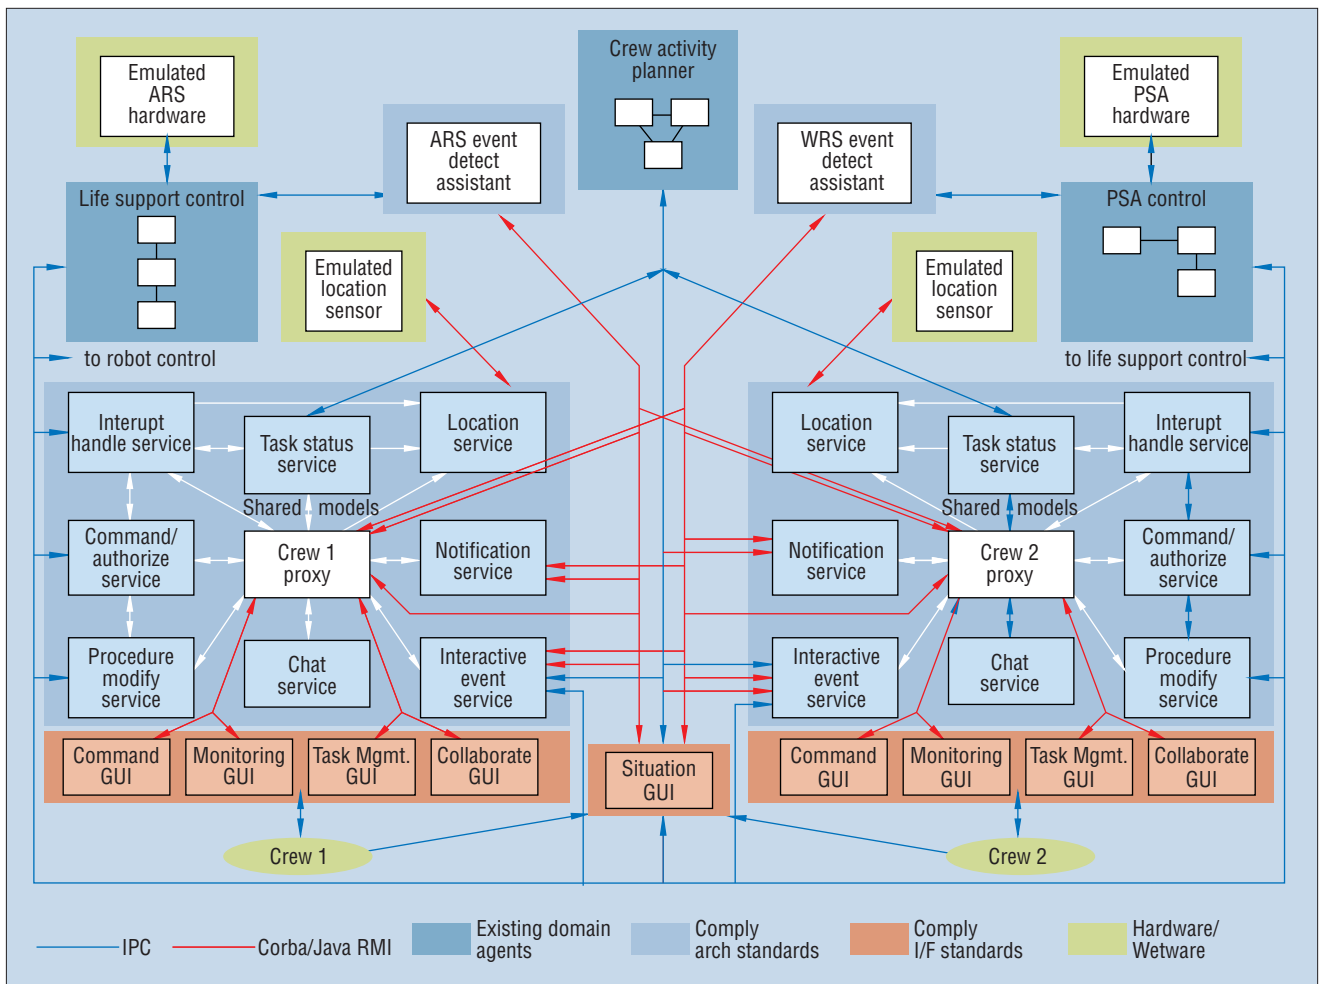 Emulated
ARS
hardware
Crew activity
planner
Emulated
PSA
hardware
ARS event
detect
assistant
WRS event
detect
assistant
Life support control
PSA control
Emulated
location
sensor
Emulated
location
sensor
to robot control
to life support control
Interupt
handle service
Task status
service
Location
service
Shared models
Command/
authorize
service
Crew 1
proxy
Notification
service
Procedure
modify
service
Chat
service
Interactive
event
service
Location
service
Task status
service
Interupt
handle service
Shared models
Notification
service
Crew 2
proxy
Command/
authorize
service
Interactive
event
service
Chat
service
Procedure
modify
service
Command
GUI
Monitoring
GUI
Task Mgmt.
GUI
Collaborate
GUI
Situation
GUI
Command
GUI
Monitoring
GUI
Task Mgmt.
GUI
Collaborate
GUI
Crew 1
Crew 2
IPC
Corba/Java RMI
Existing domain
agents
Comply
arch standards
Comply
I/F standards
Hardware/
Wetware